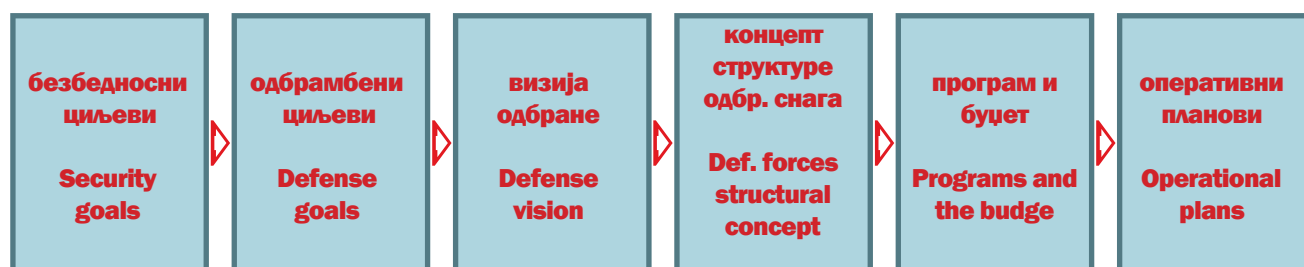 безбедносни
циљеви
Security
goals
одбрамбени
циљеви
Defense
goals
визија
одбране
Defense
vision
концепт
структуре
одбр. снага
Def. forces
structural
concept
програм и
буџет
Programs and
the budge
оперативни
планови
Operational
plans